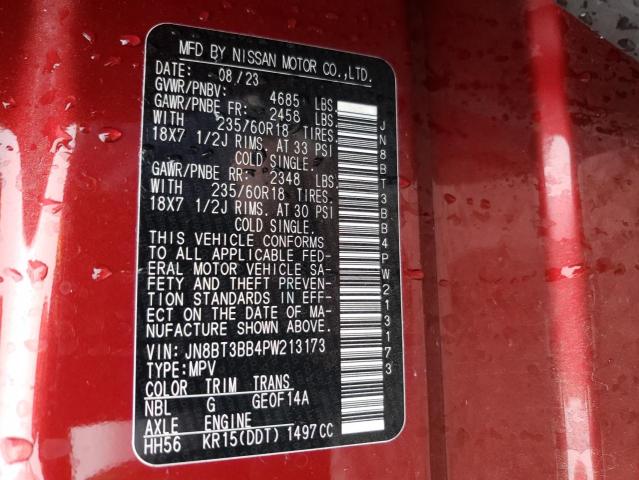 MFD BY NISSAN MOTOR CO.,LTD.
DATE: 08/23
GVWR/PNBV: 4685 LBS
GAWR/PNBE FR: 2458 LBS
WITH 235/60R18 TIRES
18X7 1/2J RIMS. AT 33 PSI
COLD SINGLE.
GAWR/PNBE RR: 2348 LBS.
WITH 235/60R18 TIRES.
18X7 1/2J RIMS. AT 30 PSI
COLD SINGLE.
THIS VEHICLE CONFORMS
TO ALL APPLICABLE FED-
ERAL MOTOR VEHICLE SA-
FETY AND THEFT PREVEN-
TION STANDARDS IN EFF-
ECT ON THE DATE OF MA-
NUFACTURE SHOWN ABOVE.
VIN: JN8BT3BB4PW213173
TYPE:MPV
COLOR TRIM TRANS
NBL G GE0F14A
AXLE ENGINE
HH56 KR15(DDT) 1497CC
JN8BT3BB4PW213173